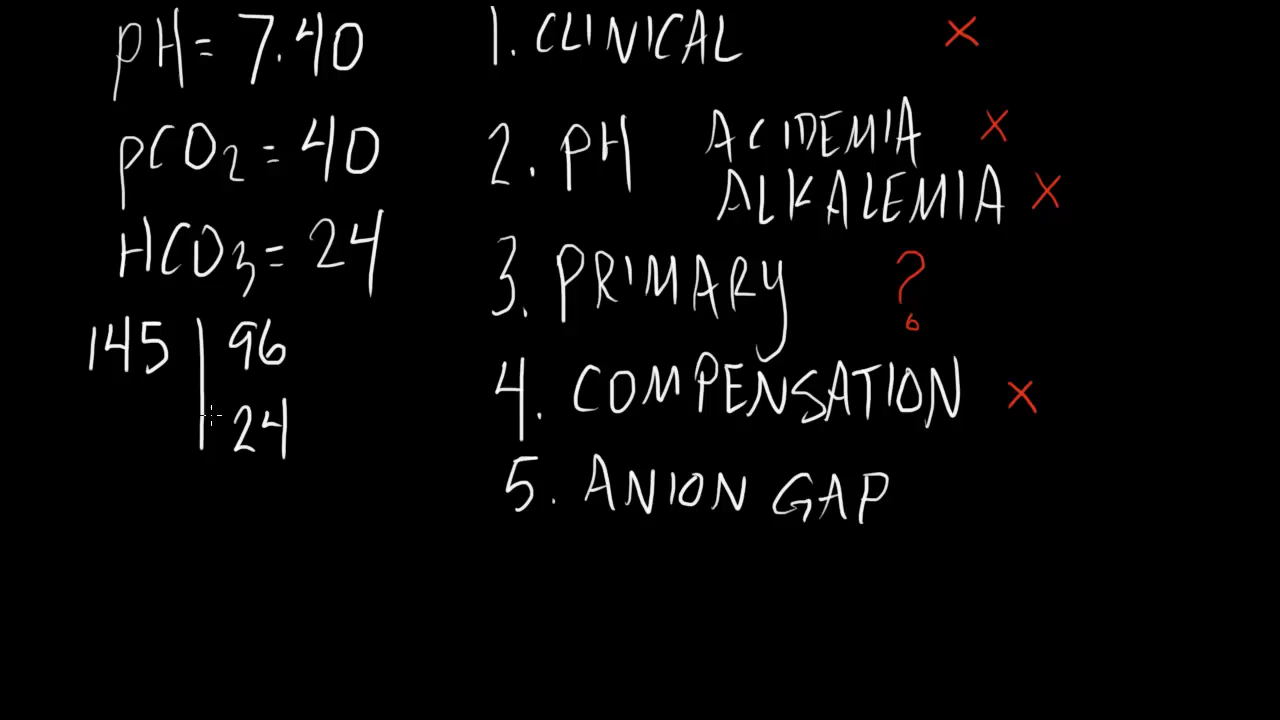 pH = 7.40
pCO2 = 40
HCO3 = 24
145 | 96
24
1. CLINICAL X
2. PH ACIDEMIA X
ALKALEMIA X
3. PRIMARY ?
4. COMPENSATION X
5. ANION GAP